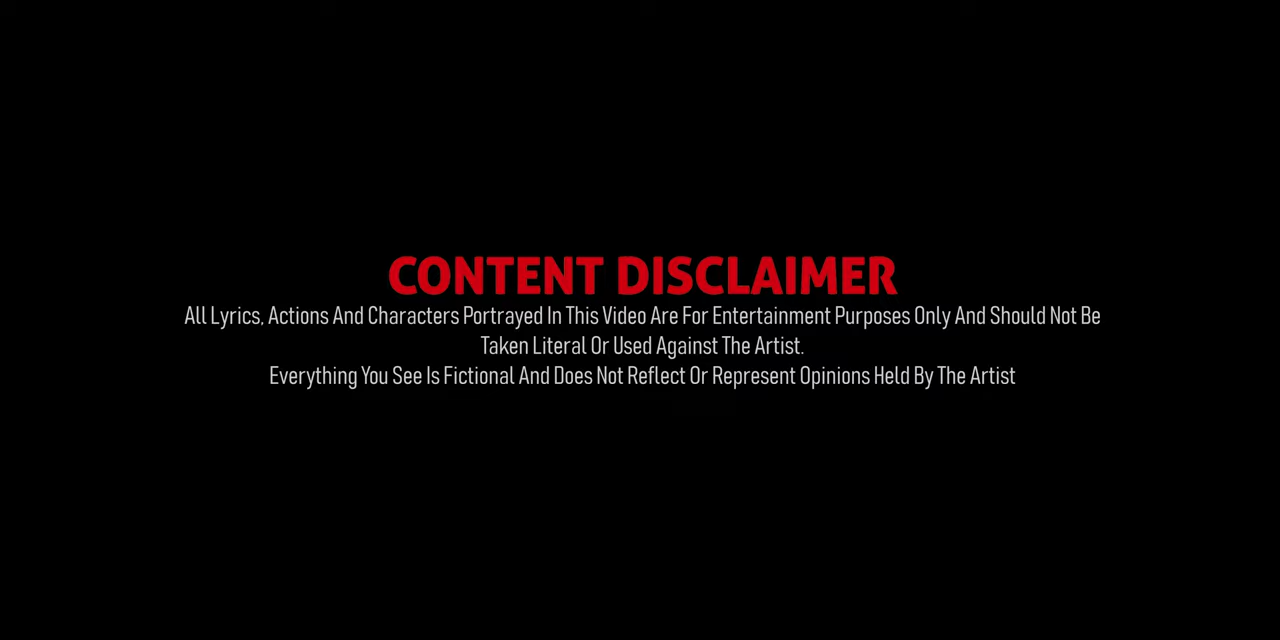 CONTENT DISCLAIMER
All Lyrics, Actions And Characters Portrayed In This Video Are For Entertainment Purposes Only And Should Not Be
Taken Literal Or Used Against The Artist.
Everything You See Is Fictional And Does Not Reflect Or Represent Opinions Held By The Artist